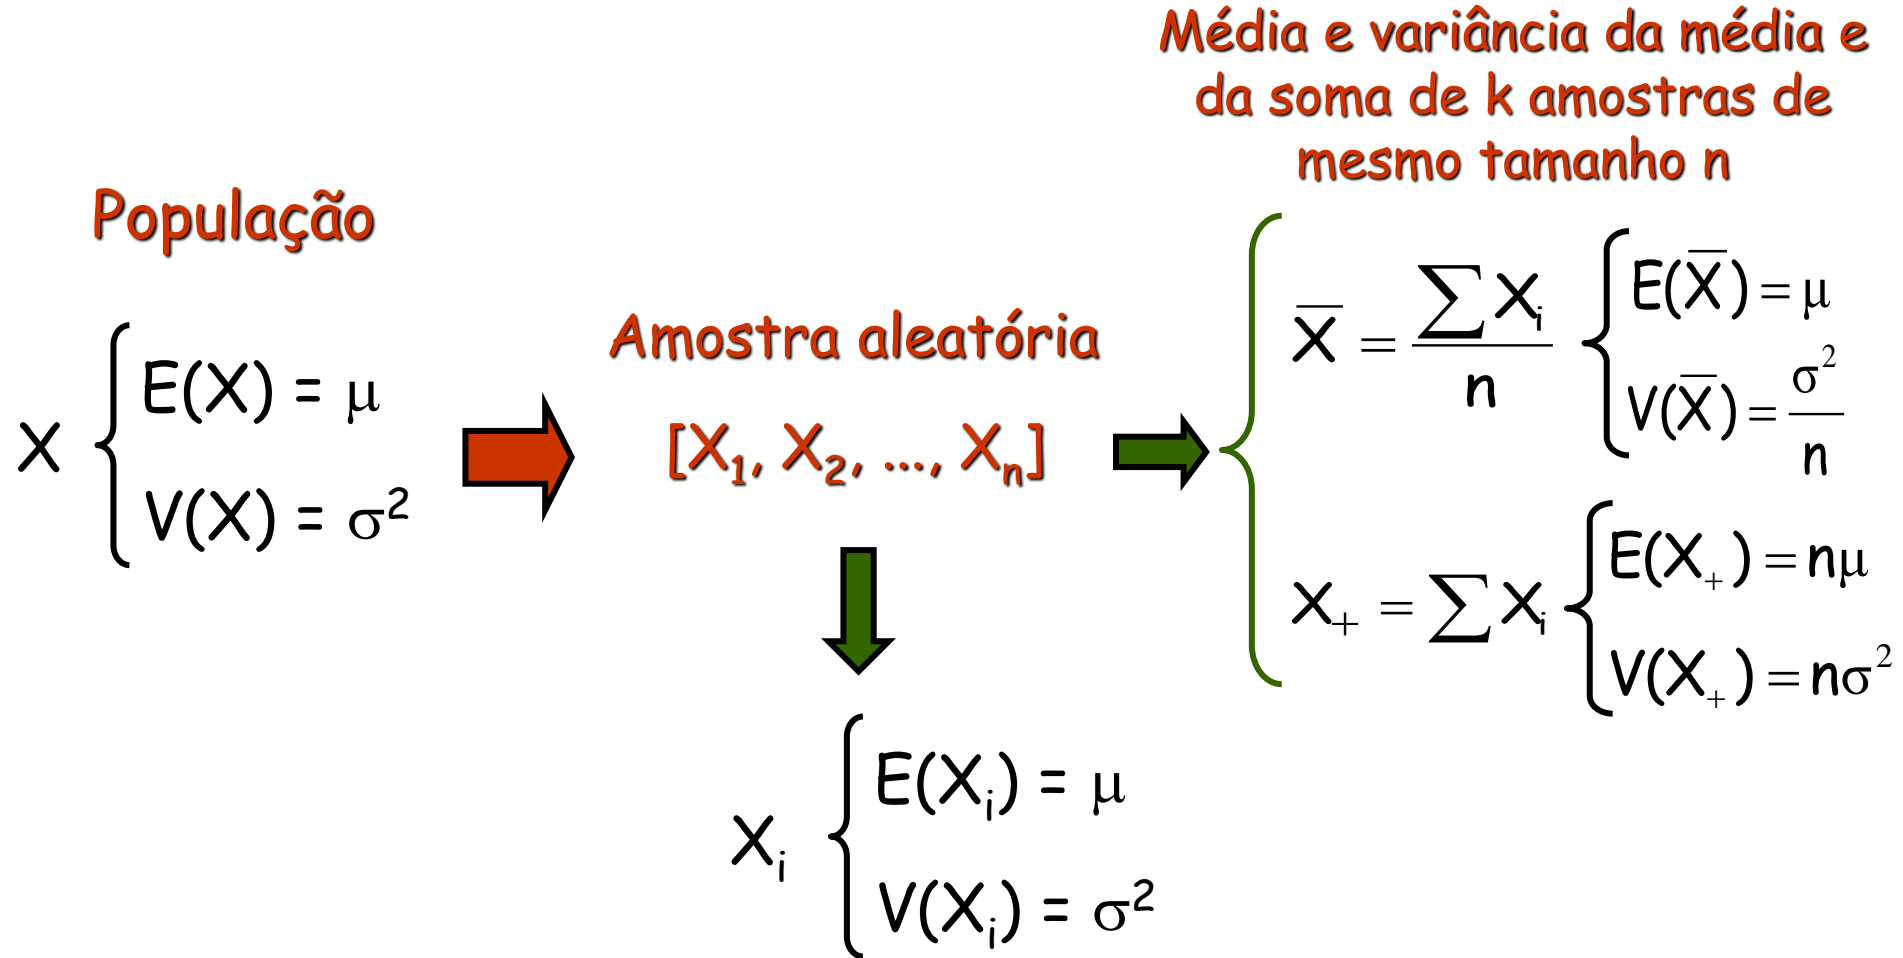 Média e variância da média e
da soma de k amostras de
mesmo tamanho n
População
X
E(X) = μ
V(X) = σ²
Amostra aleatória
[X₁, X₂, ..., Xₙ]
Xᵢ
E(Xᵢ) = μ
V(Xᵢ) = σ²
X̅ = ∑Xᵢ / n
E(X̅) = μ
V(X̅) = σ² / n
X₊ = ∑Xᵢ
E(X₊) = nμ
V(X₊) = nσ²